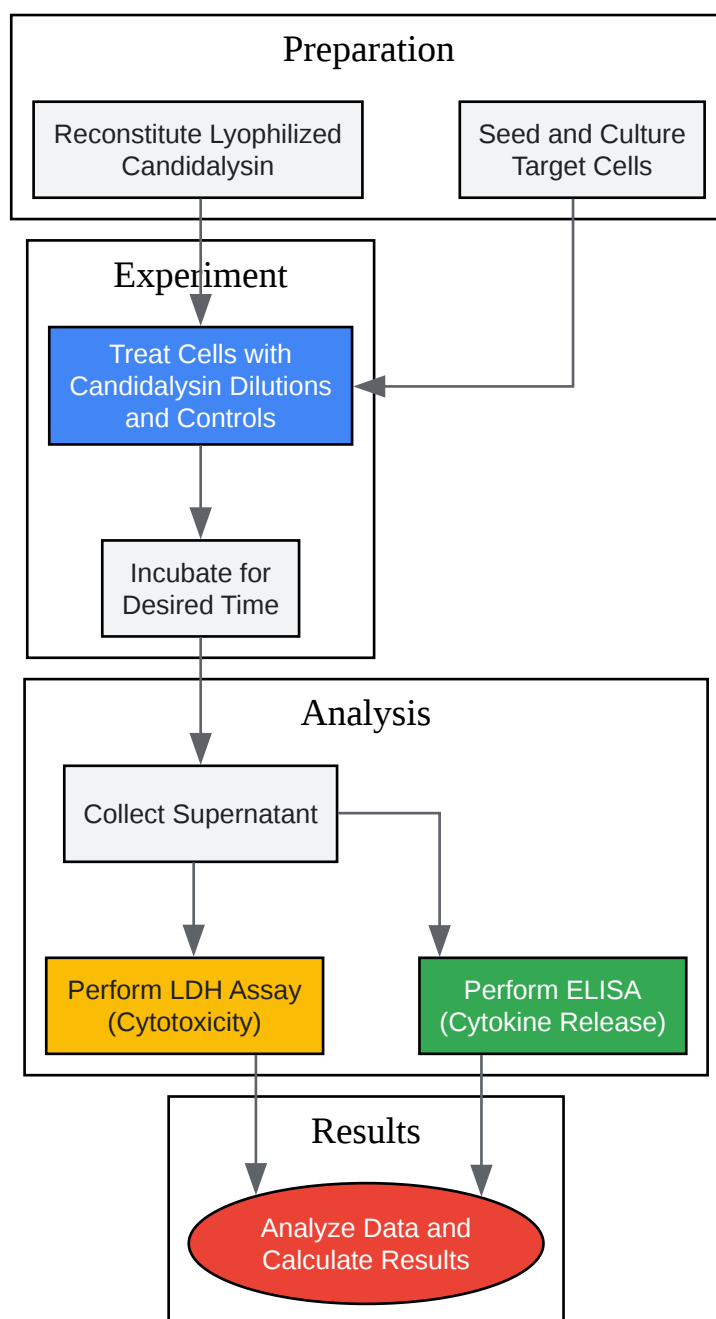 Preparation
Reconstitute Lyophilized
Candidalysin
Seed and Culture
Target Cells
Experiment
Treat Cells with
Candidalysin Dilutions
and Controls
Incubate for
Desired Time
Analysis
Collect Supernatant
Perform LDH Assay
(Cytotoxicity)
Perform ELISA
(Cytokine Release)
Results
Analyze Data and
Calculate Results